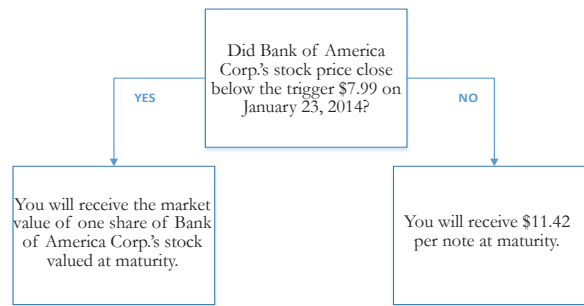 Did Bank of America
Corp.'s stock price close
below the trigger $7.99 on
January 23, 2014?
YES
NO
You will receive the market
value of one share of Bank
of America Corp.'s stock
valued at maturity.
You will receive $11.42
per note at maturity.